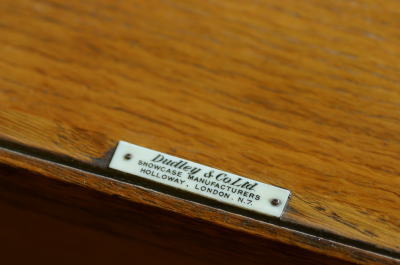 Dudley & Co Ltd.
SHOWCASE MANUFACTURERS
HOLLOWAY, LONDON. N.7.